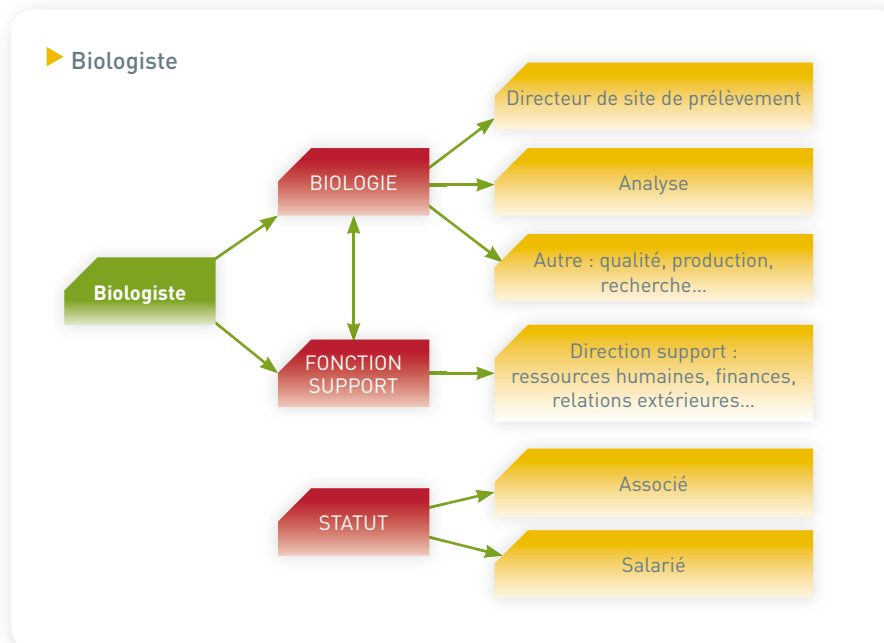 Biologiste
Directeur de site de prélèvement
BIOLOGIE
Analyse
Autre : qualité, production,
recherche...
Biologiste
FONCTION
SUPPORT
Direction support :
ressources humaines, finances,
relations extérieures...
STATUT
Associé
Salarié